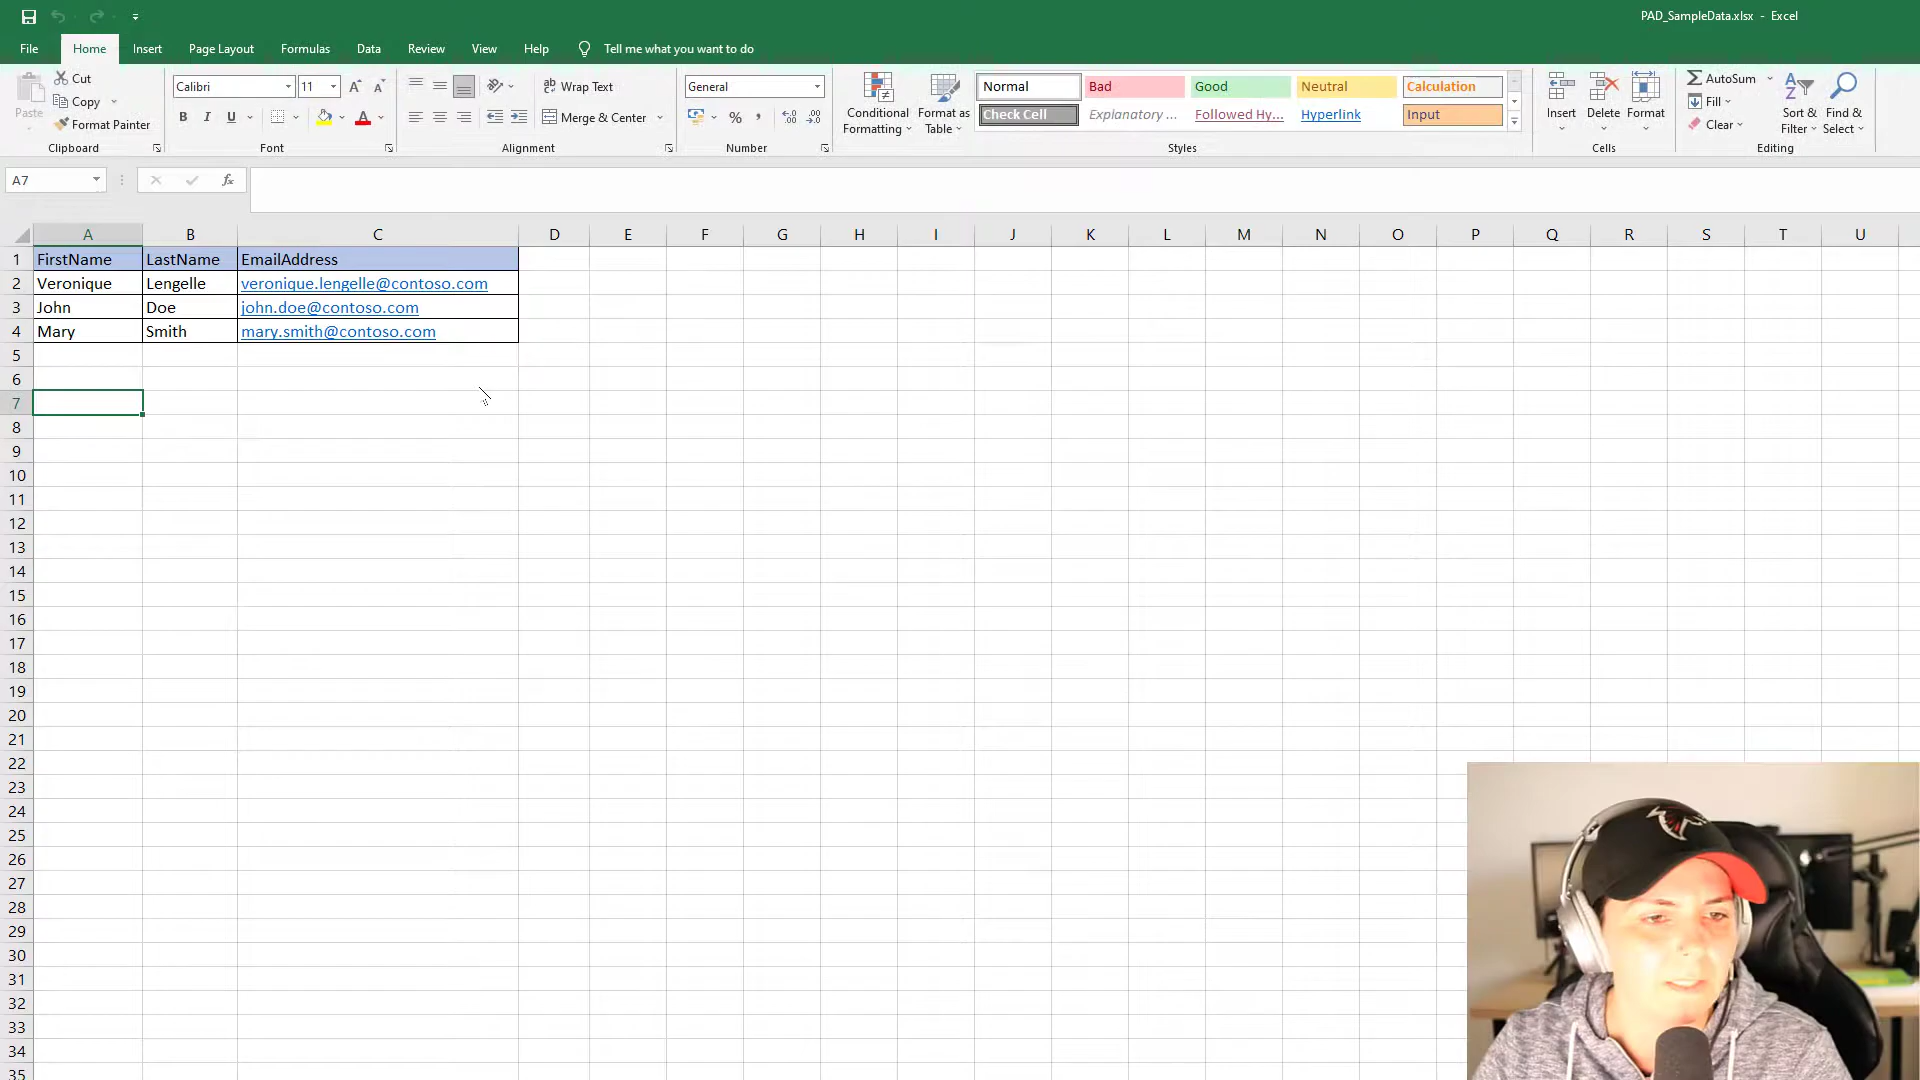 PAD_SampleData.xlsx - Excel
File Home Insert Page Layout Formulas Data Review View Help Tell me what you want to do
Paste
Cut
Copy
Format Painter
Clipboard
Calibri 11
B I U
Font
Wrap Text
Merge & Center
Alignment
General
Number
Conditional Formatting
Format as Table
Normal Bad Good Neutral Calculation
Check Cell Explanatory ... Followed Hy... Hyperlink Input
Styles
Insert Delete Format
Cells
AutoSum
Fill
Clear
Sort & Filter
Find & Select
Editing
A7 fx
A B C D E F G H I J K L M N O P Q R S T U
1 FirstName LastName EmailAddress
2 Veronique Lengelle veronique.lengelle@contoso.com
3 John Doe john.doe@contoso.com
4 Mary Smith mary.smith@contoso.com
5
6
7
8
9
10
11
12
13
14
15
16
17
18
19
20
21
22
23
24
25
26
27
28
29
30
31
32
33
34
35